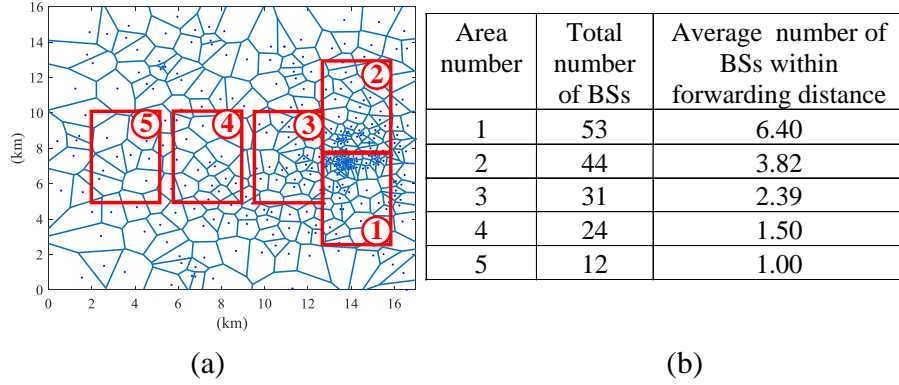 16
14
12
10
8
6
4
2
0
(km)
0 2 4 6 8 10 12 14 16
(km)
2
5 4 3
1
(a)
Area number Total number of BSs Average number of BSs within forwarding distance
1 53 6.40
2 44 3.82
3 31 2.39
4 24 1.50
5 12 1.00
(b)